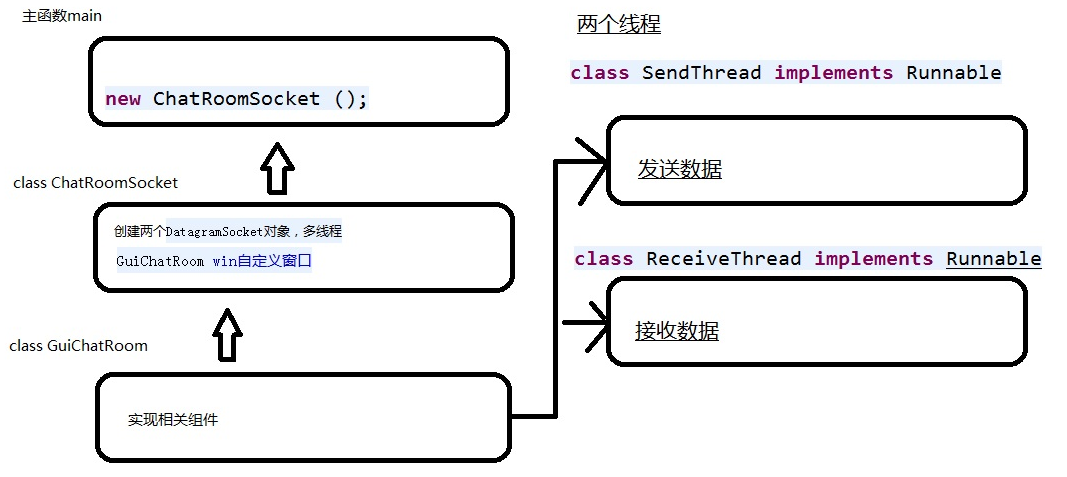 主函数main
new ChatRoomSocket ();
class ChatRoomSocket
创建两个DatagramSocket对象，多线程
GuiChatRoom win自定义窗口
class GuiChatRoom
实现相关组件
两个线程
class SendThread implements Runnable
发送数据
class ReceiveThread implements Runnable
接收数据